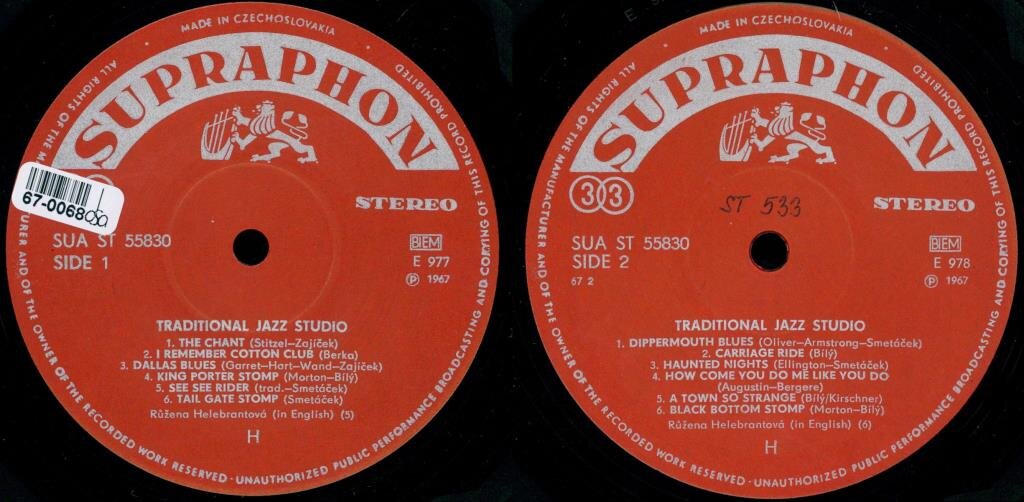 MADE IN CZECHOSLOVAKIA
SUPRAPHON
67-0068050
STEREO
SUA ST 55830
SIDE 1
BIEM
E 977
Ⓟ 1967
TRADITIONAL JAZZ STUDIO
1. THE CHANT (Stitzel–Zajíček)
2. I REMEMBER COTTON CLUB (Berka)
3. DALLAS BLUES (Garret–Hart–Wand–Zajíček)
4. KING PORTER STOMP (Morton–Bílý)
5. SEE SEE RIDER (trad.–Smetáček)
6. TAIL GATE STOMP (Smetáček)
Růžena Helebrantová (in English) (5)
H
ALL RIGHTS OF THE URER AND OF THE OWNER OF THE RECORDED WORK RESERVED · UNAUTHORIZED PUBLIC PERFORMANCE BROADCASTING AND COPYING OF THIS RECORD PROHIBITED
MADE IN CZECHOSLOVAKIA
SUPRAPHON
33
ST 533
STEREO
SUA ST 55830
SIDE 2
67 2
BIEM
E 978
Ⓟ 1967
TRADITIONAL JAZZ STUDIO
1. DIPPERMOUTH BLUES (Oliver–Armstrong–Smetáček)
2. CARRIAGE RIDE (Bílý)
3. HAUNTED NIGHTS (Ellington–Smetáček)
4. HOW COME YOU DO ME LIKE YOU DO
(Augustin–Bergere)
5. A TOWN SO STRANGE (Bílý/Kirschner)
6. BLACK BOTTOM STOMP (Morton–Bílý)
Růžena Helebrantová (in English) (6)
H
ALL RIGHTS OF THE MANUFACTURER AND OF THE OWNER OF THE RECORDED WORK RESERVED · UNAUTHORIZED PUBLIC PERFORMANCE BROADCASTING AND COPYING OF THIS RECORD PROHIBITED